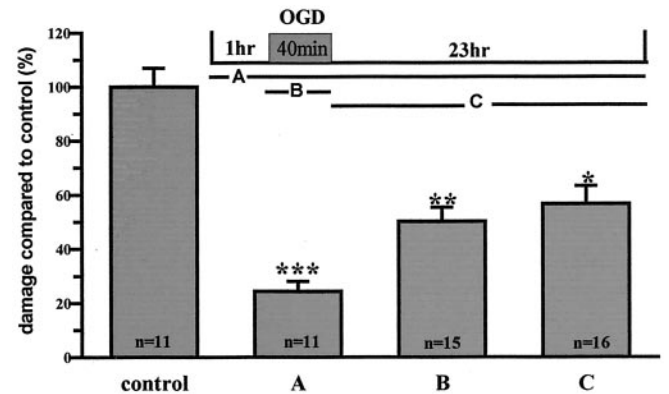 OGD
1hr 40min 23hr
A
B
C
damage compared to control (%)
120
100
80
60
40
20
0
***
**
*
n=11 n=11 n=15 n=16
control A B C